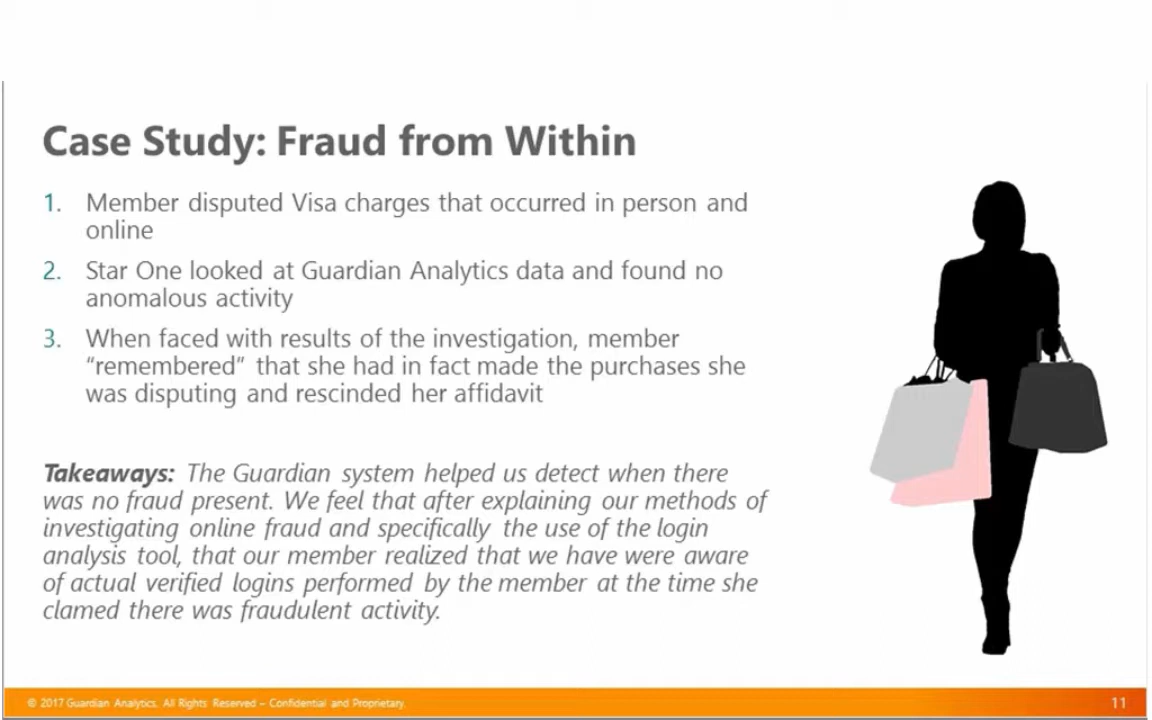 Case Study: Fraud from Within
1. Member disputed Visa charges that occurred in person and
online
2. Star One looked at Guardian Analytics data and found no
anomalous activity
3. When faced with results of the investigation, member
“remembered” that she had in fact made the purchases she
was disputing and rescinded her affidavit
Takeaways: The Guardian system helped us detect when there
was no fraud present. We feel that after explaining our methods of
investigating online fraud and specifically the use of the login
analysis tool, that our member realized that we have were aware
of actual verified logins performed by the member at the time she
clamed there was fraudulent activity.
© 2017 Guardian Analytics. All Rights Reserved – Confidential and Proprietary.
11